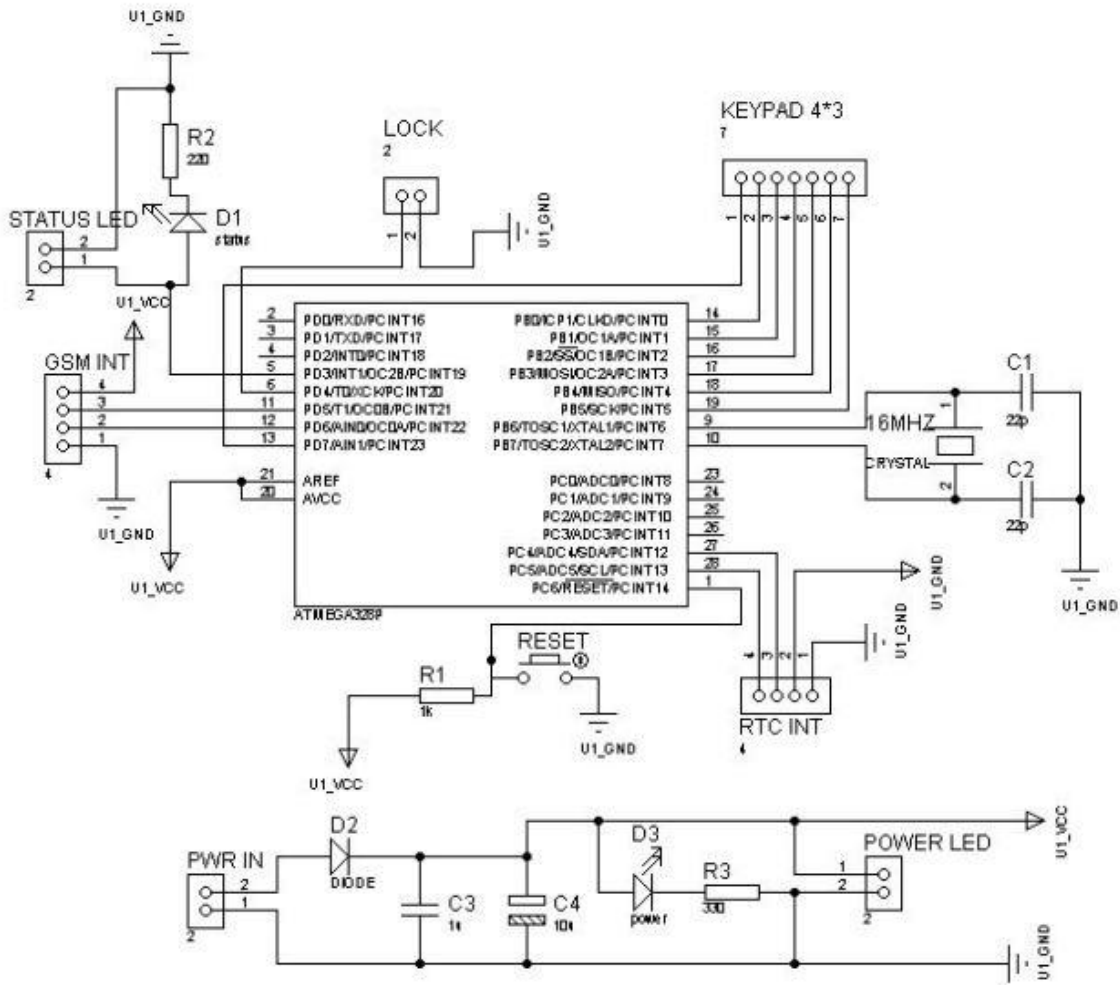 U1_GND
R2
220
STATUS LED
2
1
2
D1
status
LOCK
2
1
2
U1_GND
KEYPAD 4*3
7
1
2
3
4
5
6
7
U1_VCC
GSM INT
4
3
2
1
4
U1_GND
U1_VCC
2 PD0/RXD/PCINT16
3 PD1/TXD/PCINT17
4 PD2/INT0/PCINT18
5 PD3/INT1/OC2B/PCINT19
6 PD4/T0/XCK/PCINT20
11 PD5/T1/OC0B/PCINT21
12 PD6/AIN0/OC0A/PCINT22
13 PD7/AIN1/PCINT23
21 AREF
20 AVCC
PB0/ICP1/CLKO/PCINT0 14
PB1/OC1A/PCINT1 15
PB2/SS/OC1B/PCINT2 16
PB3/MOSI/OC2A/PCINT3 17
PB4/MISO/PCINT4 18
PB5/SCK/PCINT5 19
PB6/TOSC1/XTAL1/PCINT6 9
PB7/TOSC2/XTAL2/PCINT7 10
PC0/ADC0/PCINT8 23
PC1/ADC1/PCINT9 24
PC2/ADC2/PCINT10 25
PC3/ADC3/PCINT11 26
PC4/ADC4/SDA/PCINT12 27
PC5/ADC5/SCL/PCINT13 28
PC6/RESET/PCINT14 1
ATMEGA328P
16MHZ
CRYSTAL
1
2
C1
22p
C2
22p
U1_GND
U1_GND
U1_GND
4
3
2
1
RTC INT
4
RESET
R1
1k
U1_GND
U1_VCC
PWR IN
2
1
2
D2
DIODE
C3
1u
C4
10u
D3
power
R3
330
POWER LED
1
2
2
U1_VCC
U1_GND